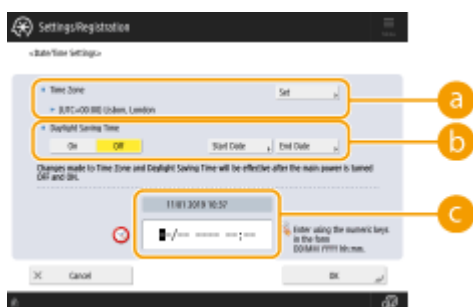 Settings/Registration
Menu
<Date/Time Settings>
Time Zone
Set
(UTC+00:00) Lisbon, London
Daylight Saving Time
On
Off
Start Date
End Date
Changes made to Time Zone and Daylight Saving Time will be effective after the main power is turned
OFF and ON.
11/01 2019 10:37
--/-- ---- --:--
Enter using the numeric keys
in the form
DD/MM YYYY hh:mm.
Cancel
OK
a
b
c